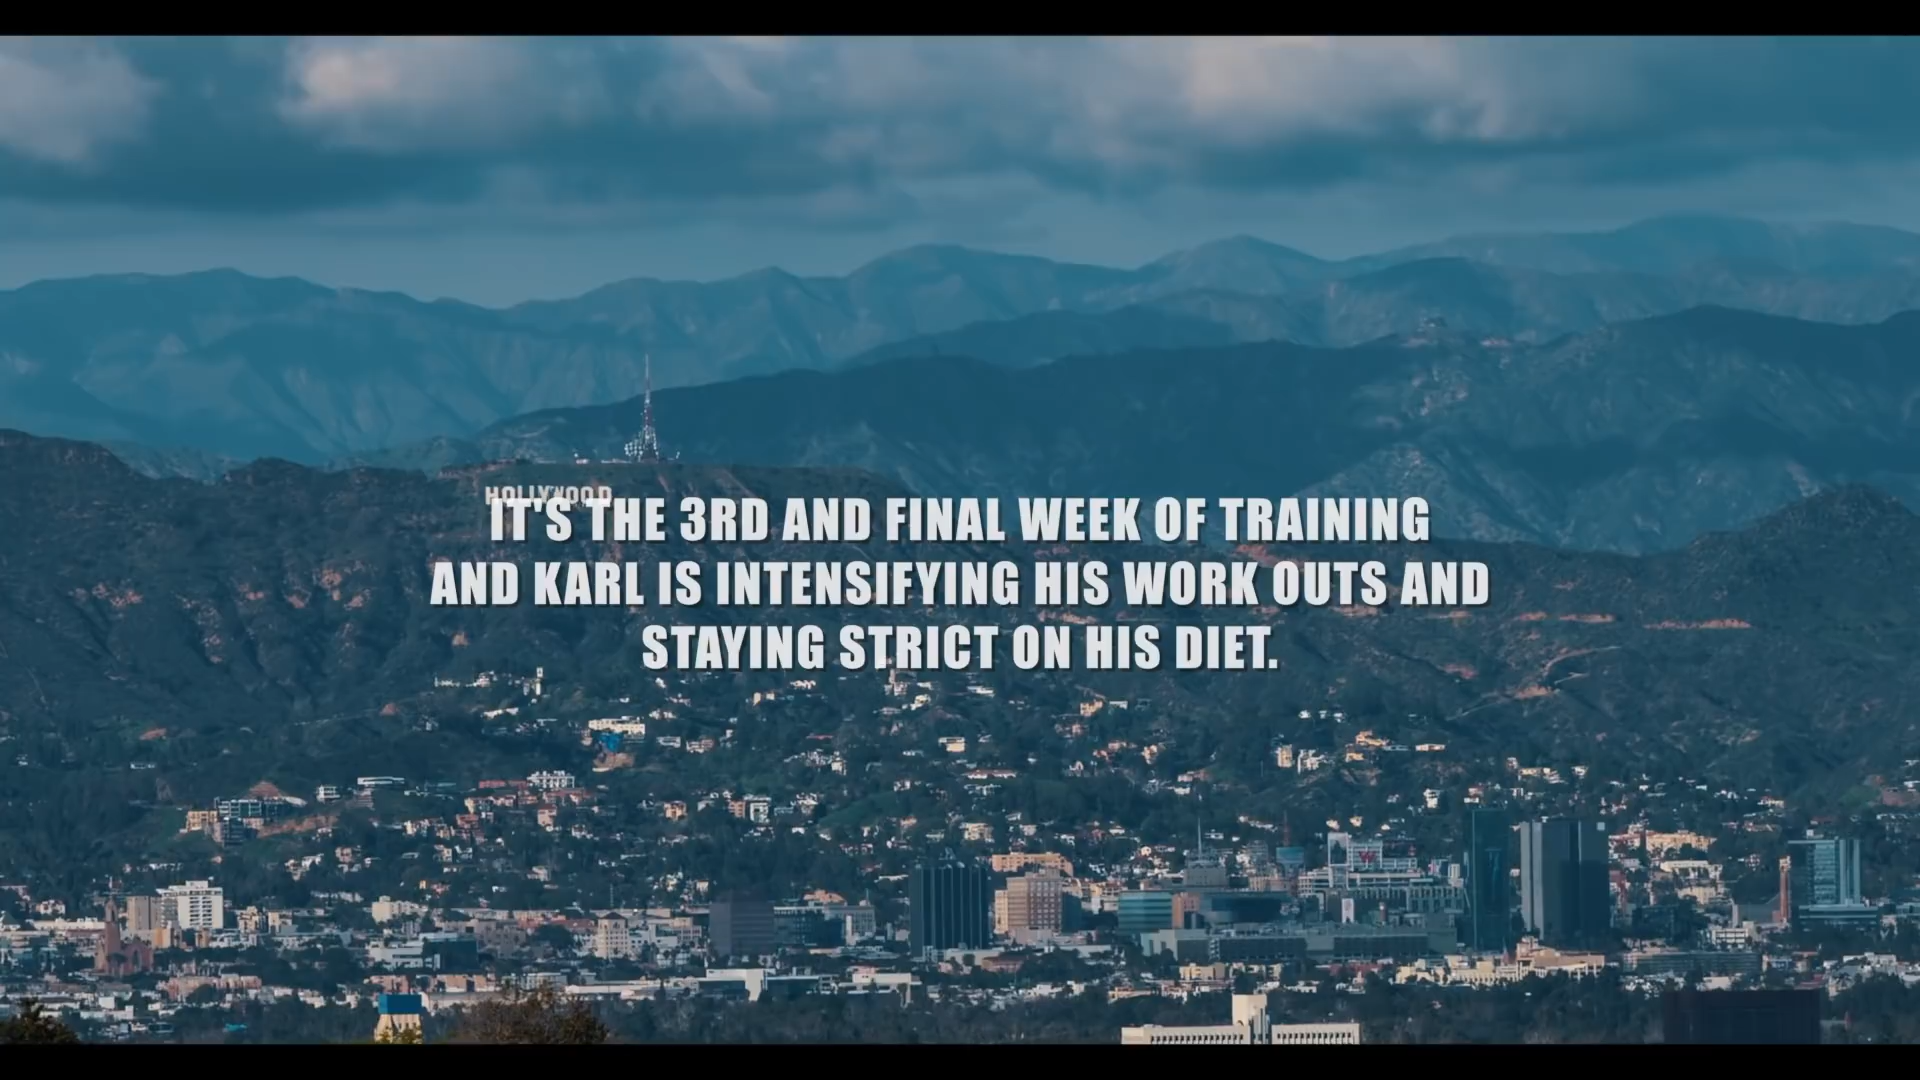 HOLLYWOOD
IT'S THE 3RD AND FINAL WEEK OF TRAINING
AND KARL IS INTENSIFYING HIS WORK OUTS AND
STAYING STRICT ON HIS DIET.